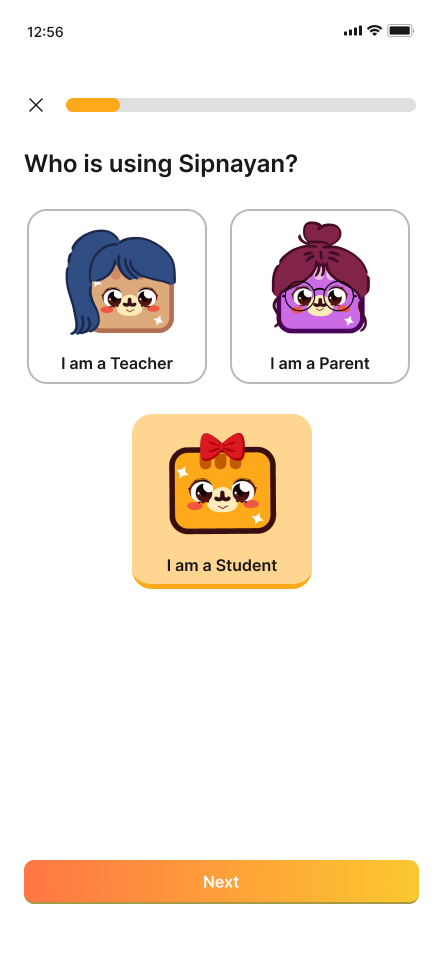 12:56
Who is using Sipnayan?
I am a Teacher
I am a Parent
I am a Student
Next